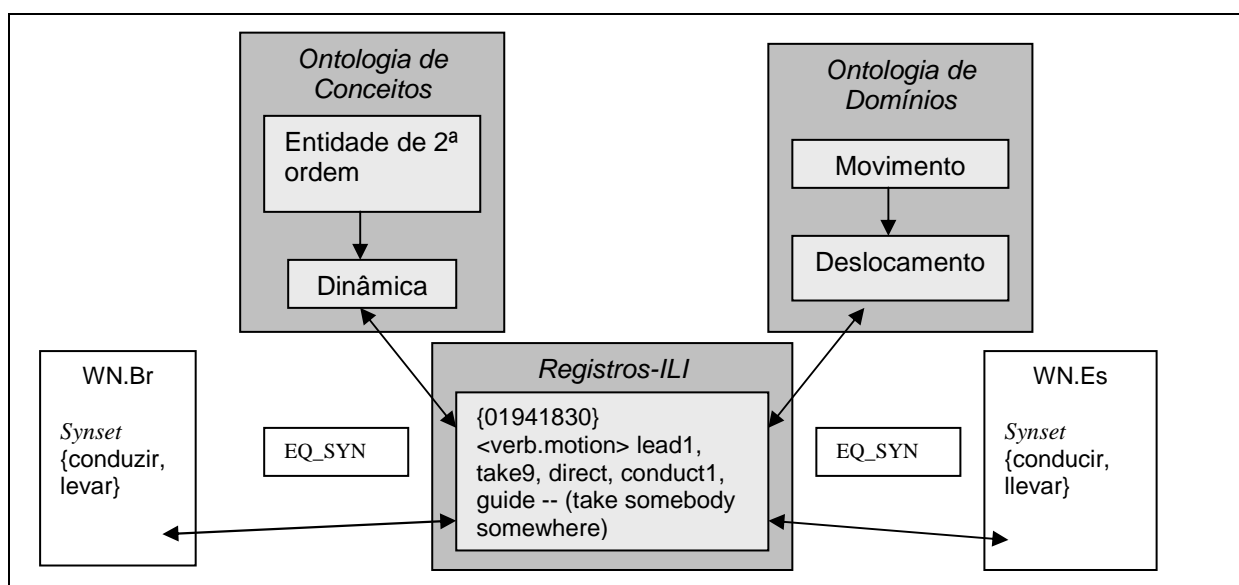 Ontologia de
Conceitos
Entidade de 2ª
ordem
Dinâmica
Ontologia de
Domínios
Movimento
Deslocamento
WN.Br
Synset
{conduzir,
levar}
EQ_SYN
Registros-ILI
{01941830}
<verb.motion> lead1,
take9, direct, conduct1,
guide -- (take somebody
somewhere)
EQ_SYN
WN.Es
Synset
{conducir,
llevar}